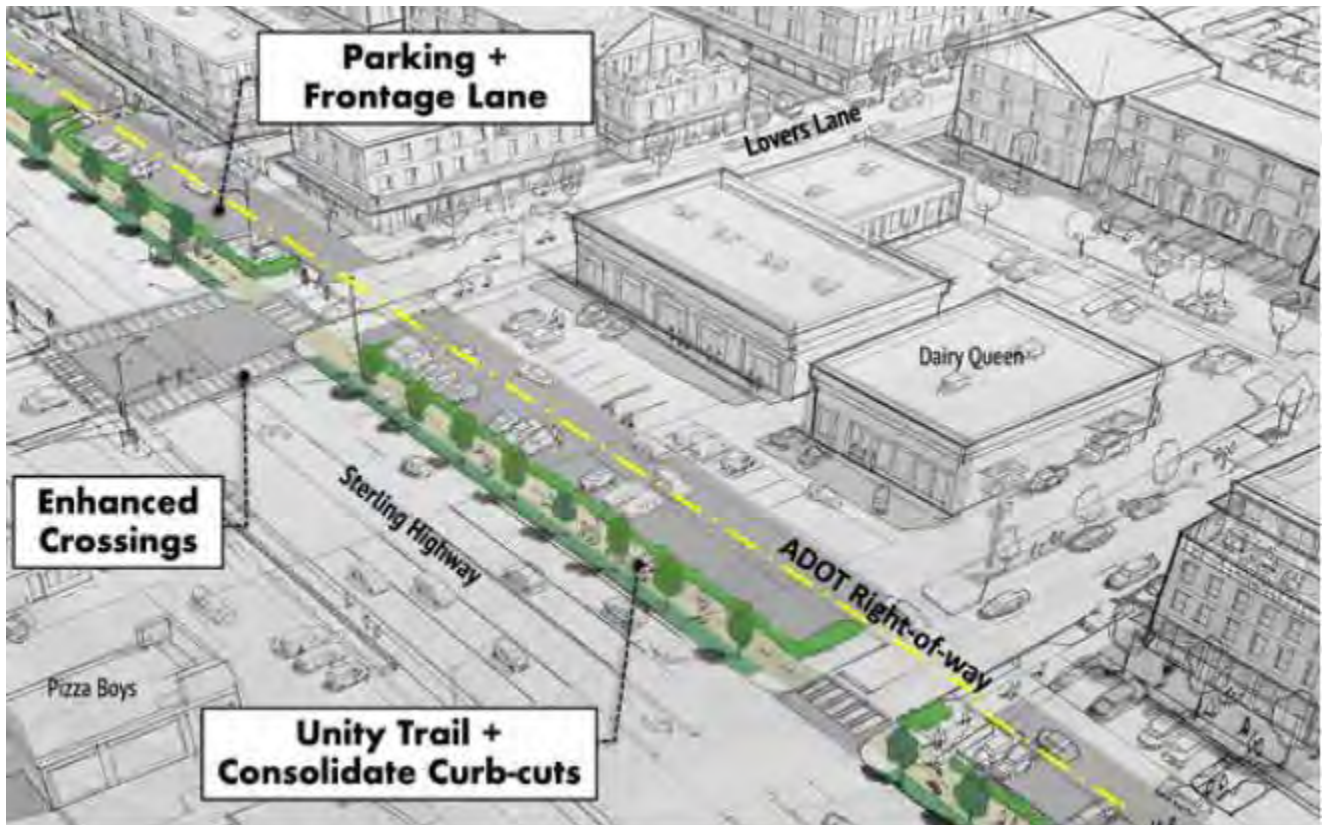 Parking +
Frontage Lane
Lovers Lane
Dairy Queen
Enhanced
Crossings
Sterling Highway
ADOT Right-of-way
Pizza Boys
Unity Trail +
Consolidate Curb-cuts